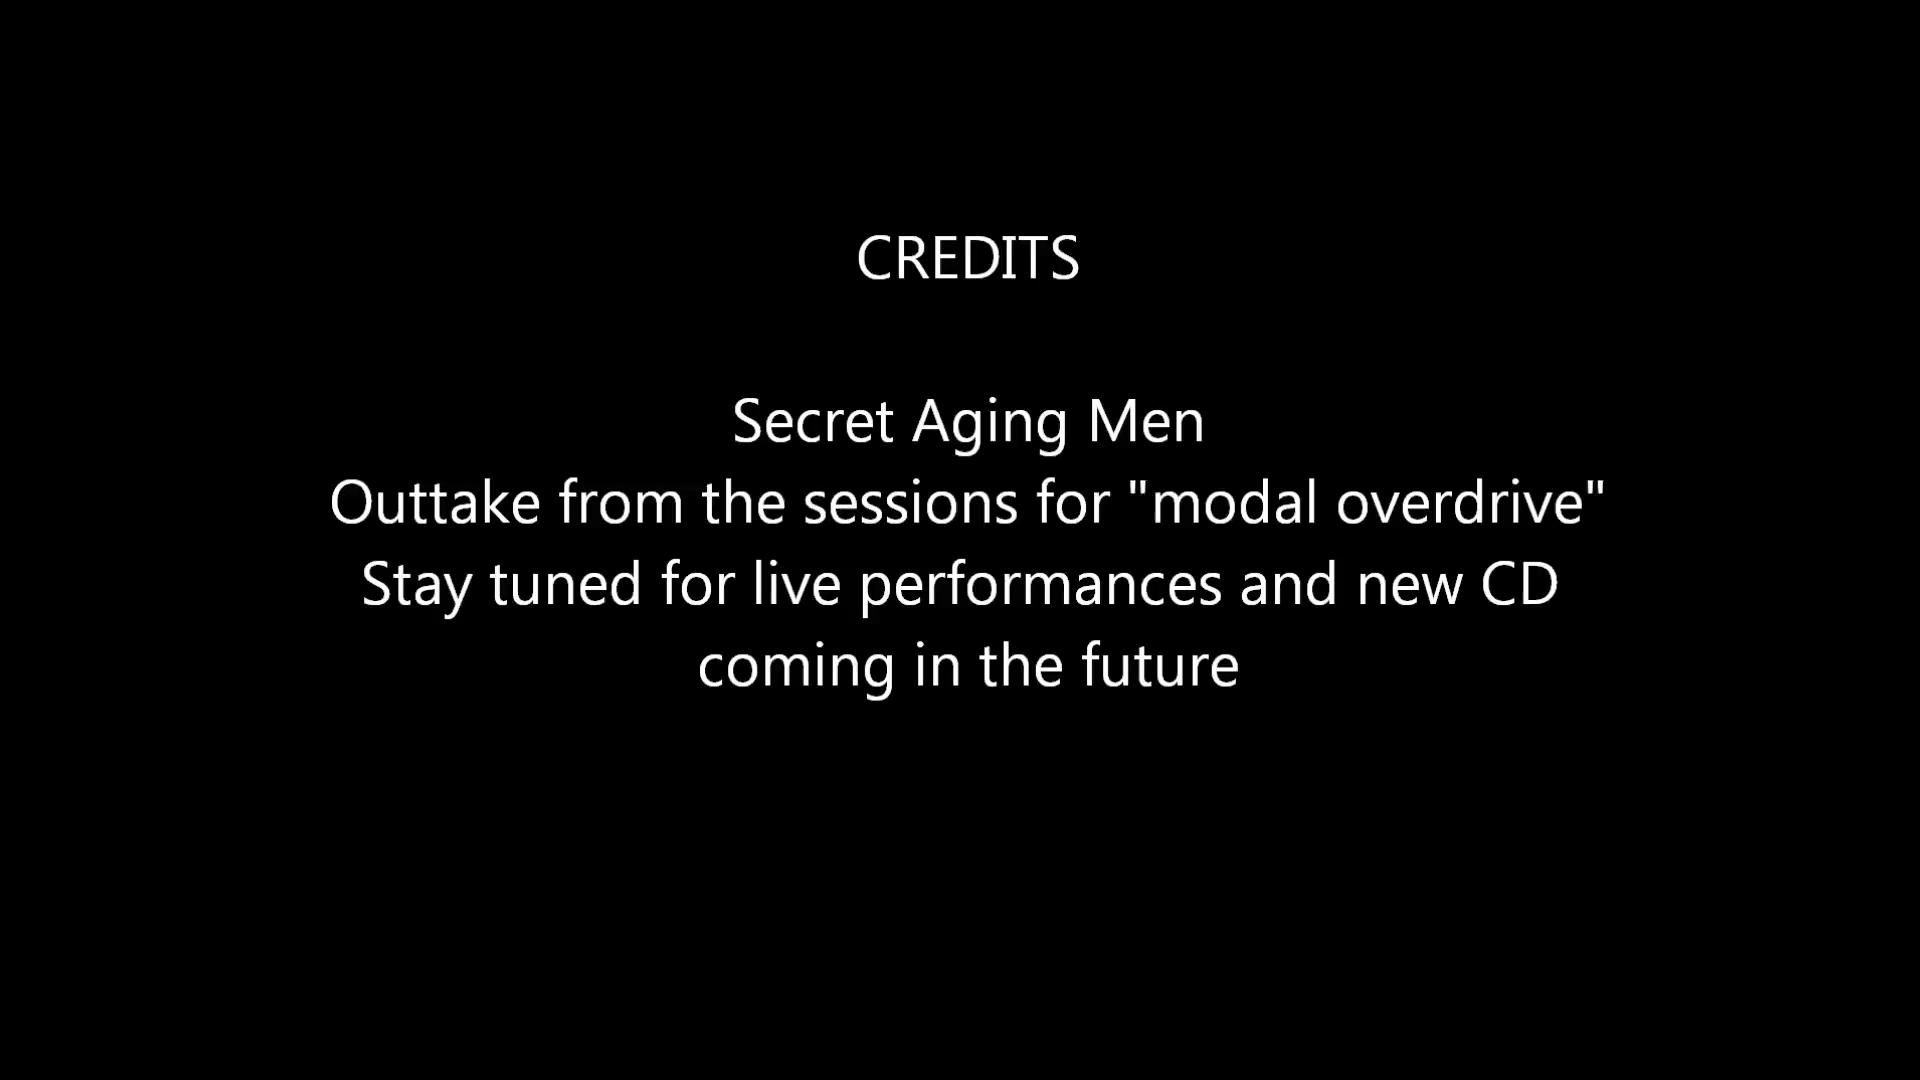 CREDITS
Secret Aging Men
Outtake from the sessions for "modal overdrive"
Stay tuned for live performances and new CD
coming in the future